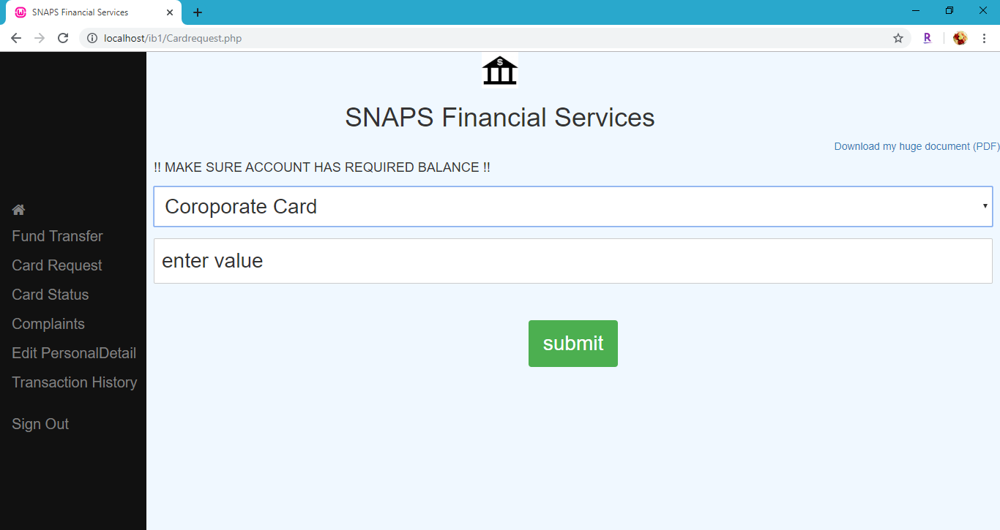 SNAPS Financial Services
localhost/ib1/Cardrequest.php
R
$
SNAPS Financial Services
Download my huge document (PDF)
!! MAKE SURE ACCOUNT HAS REQUIRED BALANCE !!
Coroporate Card
enter value
submit
Fund Transfer
Card Request
Card Status
Complaints
Edit PersonalDetail
Transaction History
Sign Out